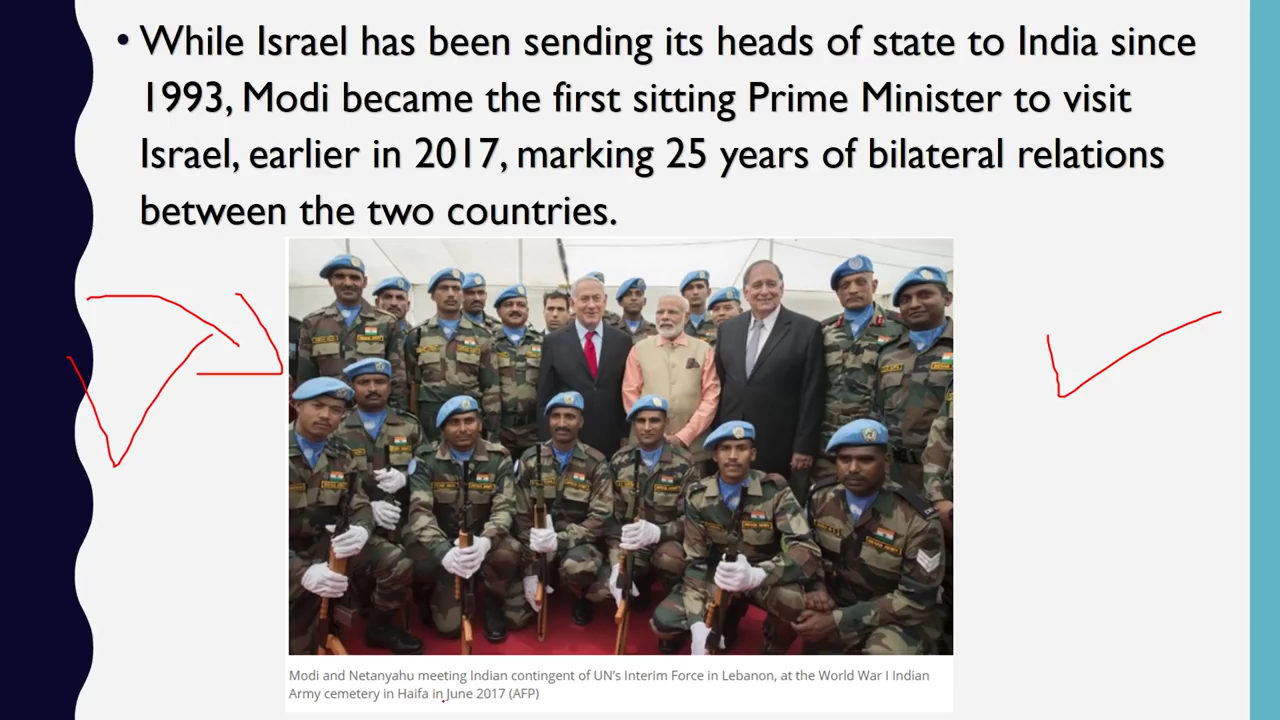 • While Israel has been sending its heads of state to India since
1993, Modi became the first sitting Prime Minister to visit
Israel, earlier in 2017, marking 25 years of bilateral relations
between the two countries.
Modi and Netanyahu meeting Indian contingent of UN's Interim Force in Lebanon, at the World War I Indian
Army cemetery in Haifa in June 2017 (AFP)